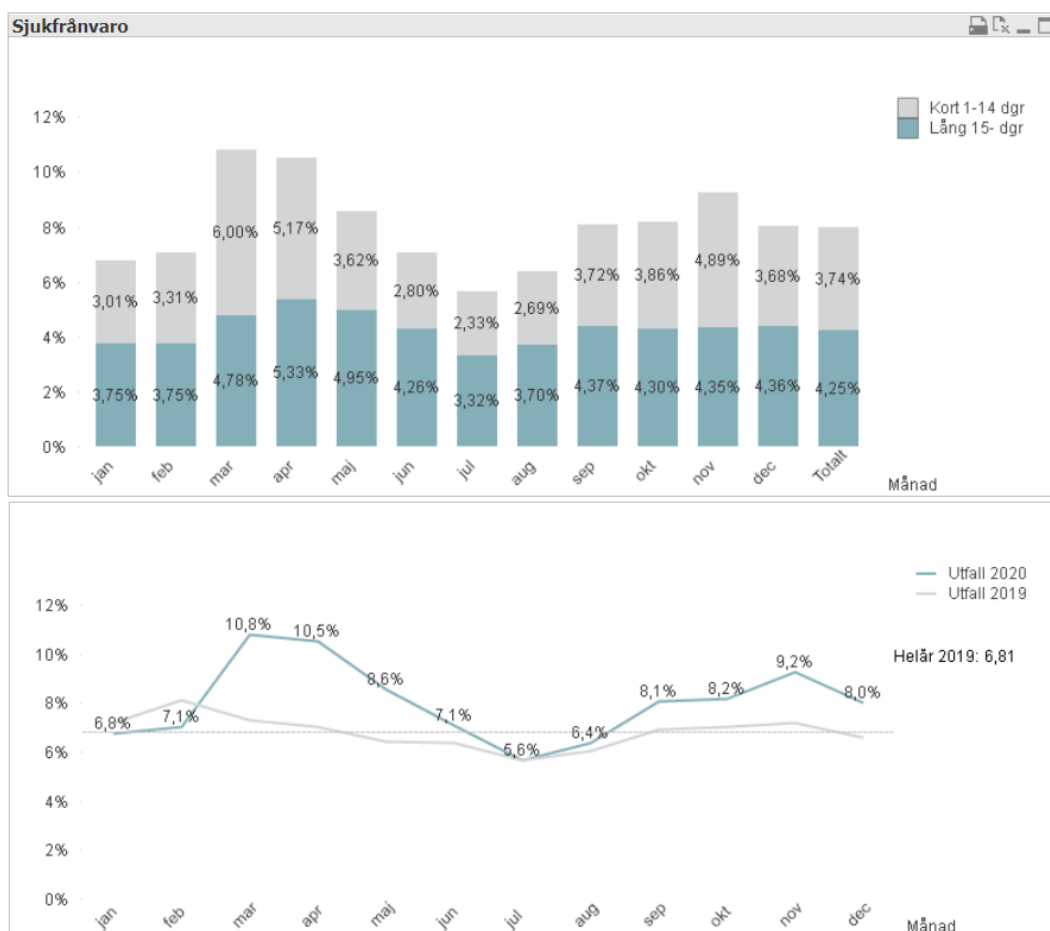 Sjukfrånvaro
Kort 1-14 dgr
Lång 15- dgr
12%
10%
8%
6%
4%
2%
0%
3,01% 3,31% 6,00% 5,17% 3,62% 2,80% 2,33% 2,69% 3,72% 3,86% 4,89% 3,68% 3,74%
3,75% 3,75% 4,78% 5,33% 4,95% 4,26% 3,32% 3,70% 4,37% 4,30% 4,35% 4,36% 4,25%
jan feb mar apr maj jun jul aug sep okt nov dec Totalt
Månad
Utfall 2020
Utfall 2019
Helår 2019: 6,81
12%
10%
8%
6%
4%
2%
0%
6,8% 7,1% 10,8% 10,5% 8,6% 7,1% 5,6% 6,4% 8,1% 8,2% 9,2% 8,0%
jan feb mar apr maj jun jul aug sep okt nov dec
Månad